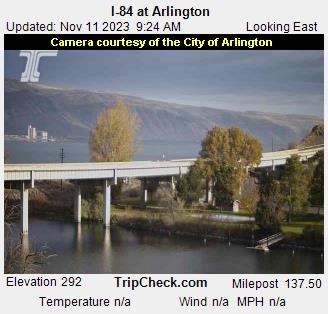 I-84 at Arlington
Updated: Nov 11 2023 9:24 AM Looking East
Camera courtesy of the City of Arlington
Elevation 292 TripCheck.com Milepost 137.50
Temperature n/a Wind n/a MPH n/a